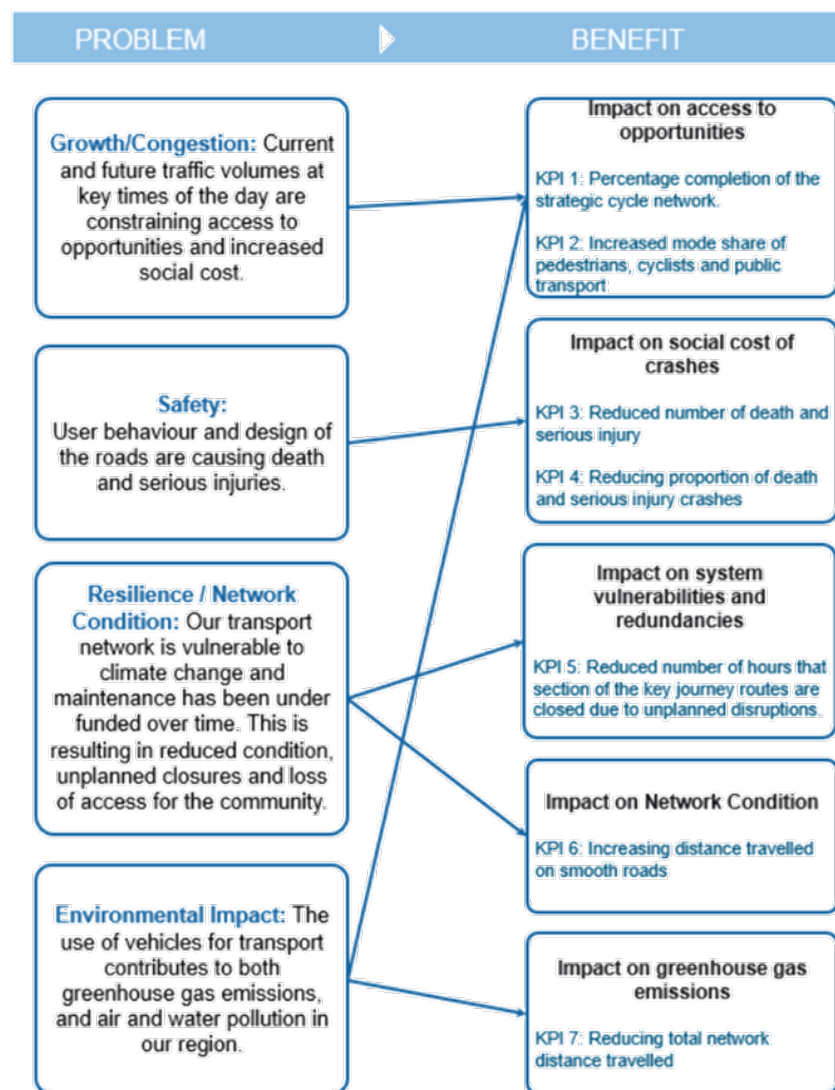 PROBLEM
BENEFIT
Growth/Congestion: Current
and future traffic volumes at
key times of the day are
constraining access to
opportunities and increased
social cost.
Safety:
User behaviour and design of
the roads are causing death
and serious injuries.
Resilience / Network
Condition: Our transport
network is vulnerable to
climate change and
maintenance has been under
funded over time. This is
resulting in reduced condition,
unplanned closures and loss
of access for the community.
Environmental Impact: The
use of vehicles for transport
contributes to both
greenhouse gas emissions,
and air and water pollution in
our region.
Impact on access to
opportunities
KPI 1: Percentage completion of the
strategic cycle network.
KPI 2: Increased mode share of
pedestrians, cyclists and public
transport
Impact on social cost of
crashes
KPI 3: Reduced number of death and
serious injury
KPI 4: Reducing proportion of death
and serious injury crashes
Impact on system
vulnerabilities and
redundancies
KPI 5: Reduced number of hours that
section of the key journey routes are
closed due to unplanned disruptions.
Impact on Network Condition
KPI 6: Increasing distance travelled
on smooth roads
Impact on greenhouse gas
emissions
KPI 7: Reducing total network
distance travelled